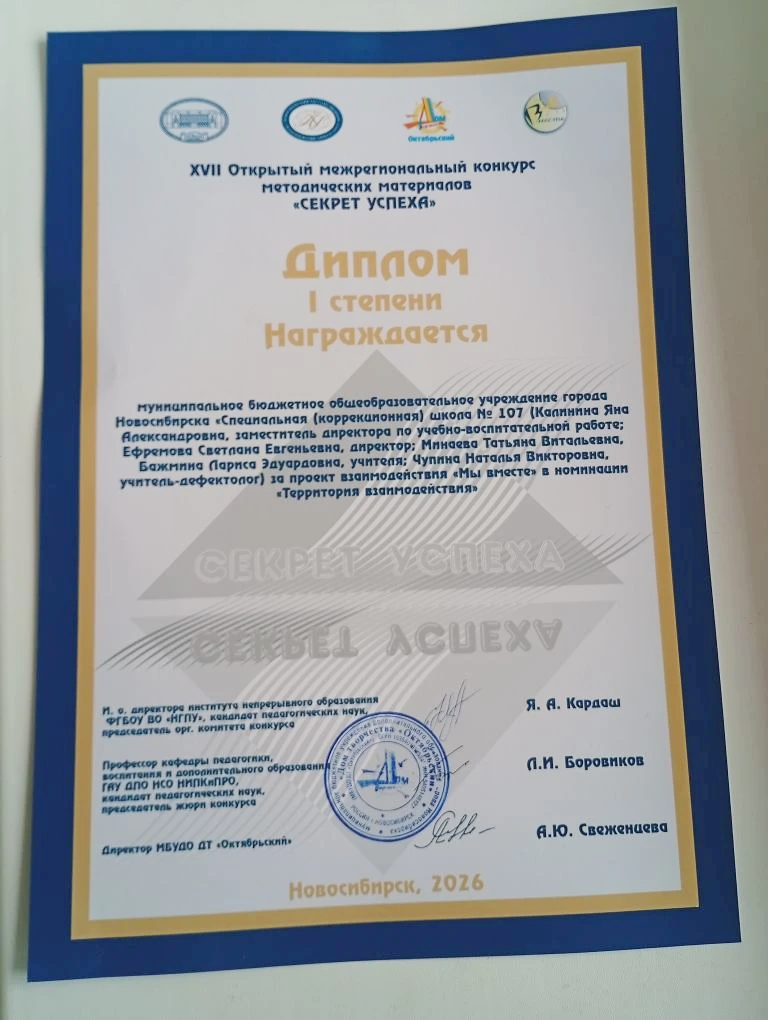 Дом
Октябрьский
XVII Открытый межрегиональный конкурс
методических материалов
«СЕКРЕТ УСПЕХА»
Диплом
I степени
Награждается
муниципальное бюджетное общеобразовательное учреждение города
Новосибирска «Специальная (коррекционная) школа № 107 (Калинина Яна
Александровна, заместитель директора по учебно-воспитательной работе;
Ефремова Светлана Евгеньевна, директор; Минаева Татьяна Витальевна,
Бажмина Лариса Эдуардовна, учителя; Чупина Наталья Викторовна,
учитель-дефектолог) за проект взаимодействия «Мы вместе» в номинации
«Территория взаимодействия»
СЕКРЕТ УСПЕХА
СЕКРЕТ УСПЕХА
И. о. директора института непрерывного образования
ФГБОУ ВО «НГПУ», кандидат педагогических наук,
председатель орг. комитета конкурса
Я. А. Кардаш
Профессор кафедры педагогики,
воспитания и дополнительного образования
ГАУ ДПО НСО НИПКиПРО,
кандидат педагогических наук,
председатель жюри конкурса
Л.И. Боровиков
"Дом творчества «Октябрьский»
Директор МБУДО ДТ «Октябрьский»
А.Ю. Свеженцева
Новосибирск, 2026